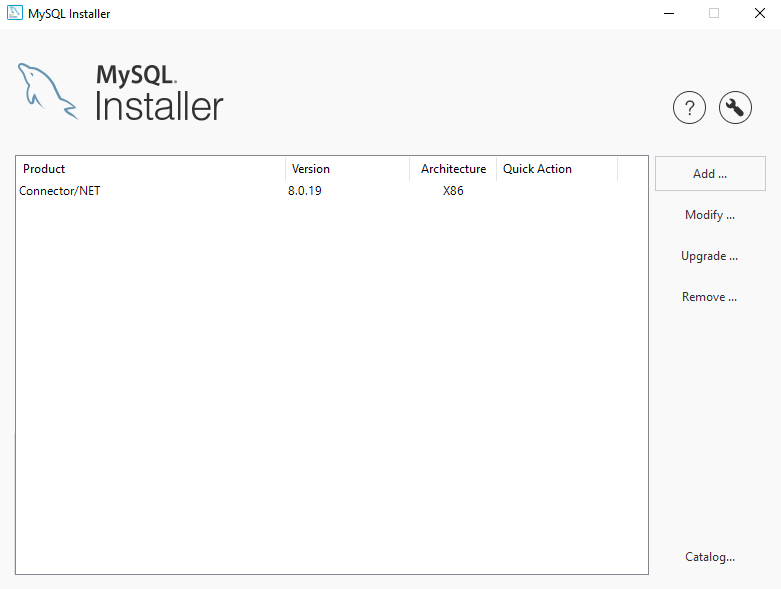 MySQL Installer
MySQL.
Installer
?
Product Version Architecture Quick Action
Connector/NET 8.0.19 X86
Add ...
Modify ...
Upgrade ...
Remove ...
Catalog...